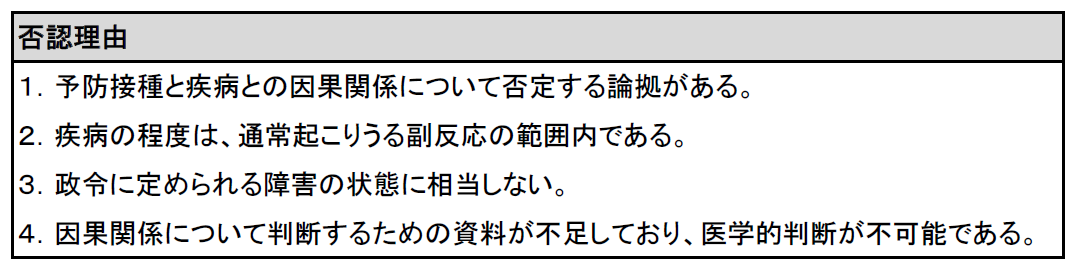 否認理由
１．予防接種と疾病との因果関係について否定する論拠がある。
２．疾病の程度は、通常起こりうる副反応の範囲内である。
３．政令に定められる障害の状態に相当しない。
４．因果関係について判断するための資料が不足しており、医学的判断が不可能である。